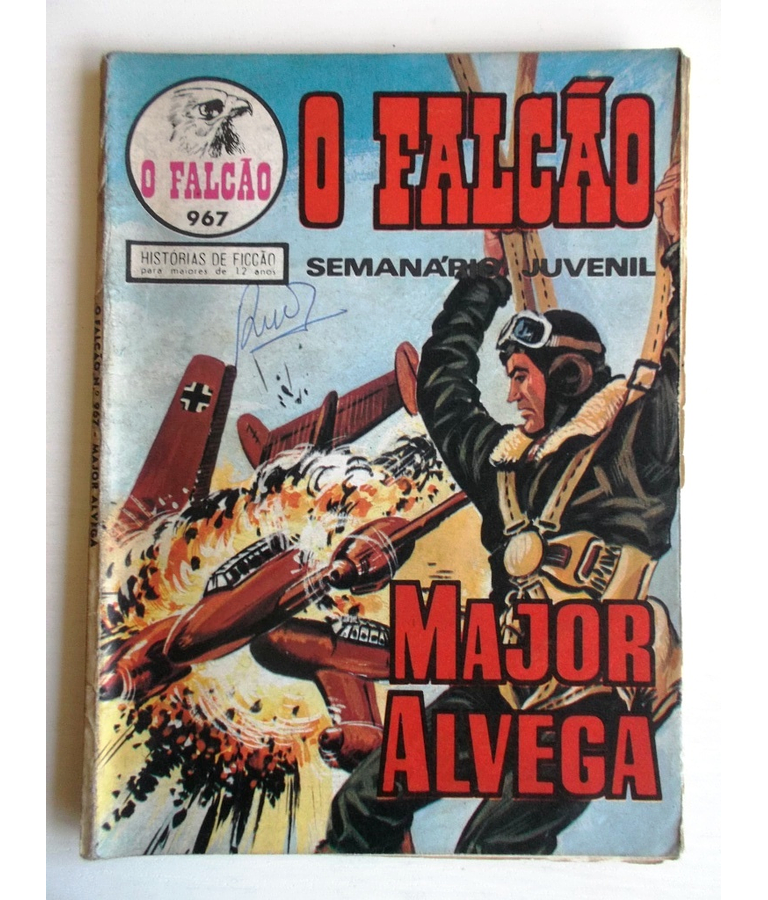 O FALCÃO
967
HISTÓRIAS DE FICÇÃO
para maiores de 12 anos
O FALCÃO
SEMANÁRIO JUVENIL
O FALCÃO N.º 967 - MAJOR ALVEGA
MAJOR
ALVEGA